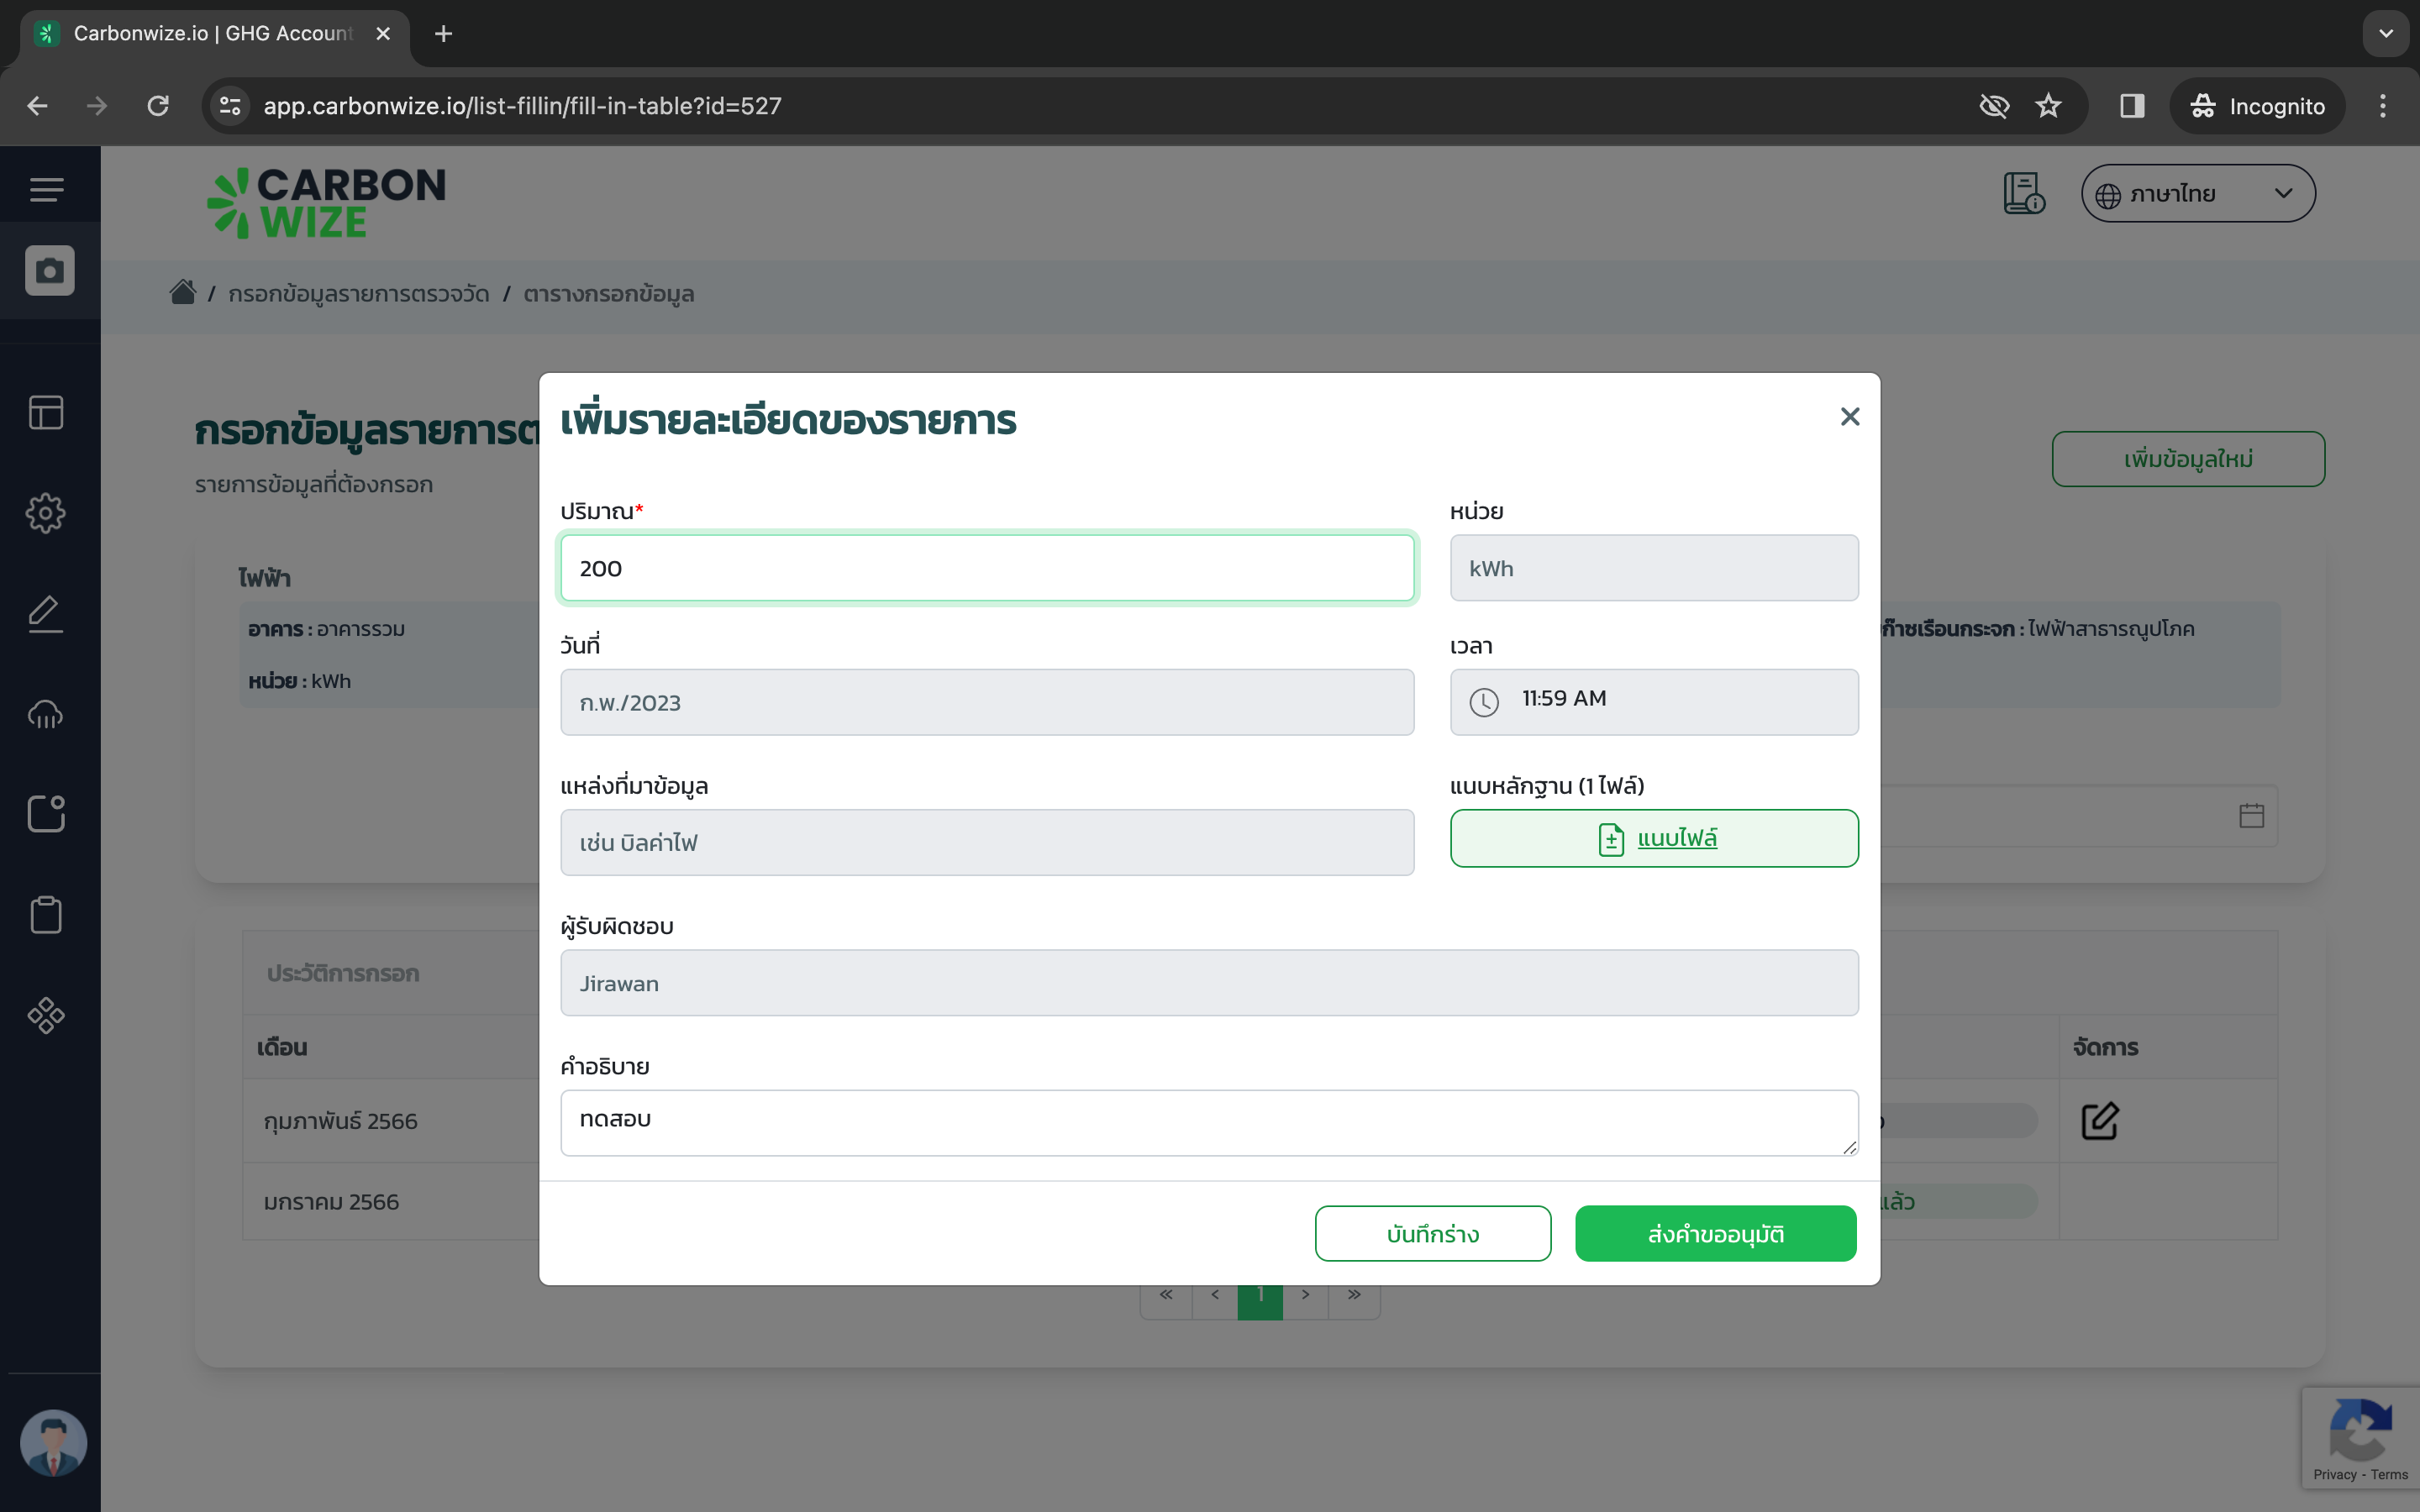 Carbonwize.io | GHG Account
app.carbonwize.io/list-fillin/fill-in-table?id=527
Incognito
CARBON
WIZE
ภาษาไทย
/ กรอกข้อมูลรายการตรวจวัด / ตารางกรอกข้อมูล
กรอกข้อมูลรายการต
รายการข้อมูลที่ต้องกรอก
เพิ่มข้อมูลใหม่
ไฟฟ้า
อาคาร : อาคารรวม
หน่วย : kWh
ก๊าซเรือนกระจก : ไฟฟ้าสาธารณูปโภค
เพิ่มรายละเอียดของรายการ
ปริมาณ*
หน่วย
200
kWh
วันที่
เวลา
ก.พ./2023
11:59 AM
แหล่งที่มาข้อมูล
แนบหลักฐาน (1 ไฟล์)
เช่น บิลค่าไฟ
แนบไฟล์
ผู้รับผิดชอบ
Jirawan
คำอธิบาย
ทดสอบ
บันทึกร่าง
ส่งคำขออนุมัติ
ประวัติการกรอก
เดือน
จัดการ
กุมภาพันธ์ 2566
มกราคม 2566
แล้ว
« < 1 > »
Privacy - Terms